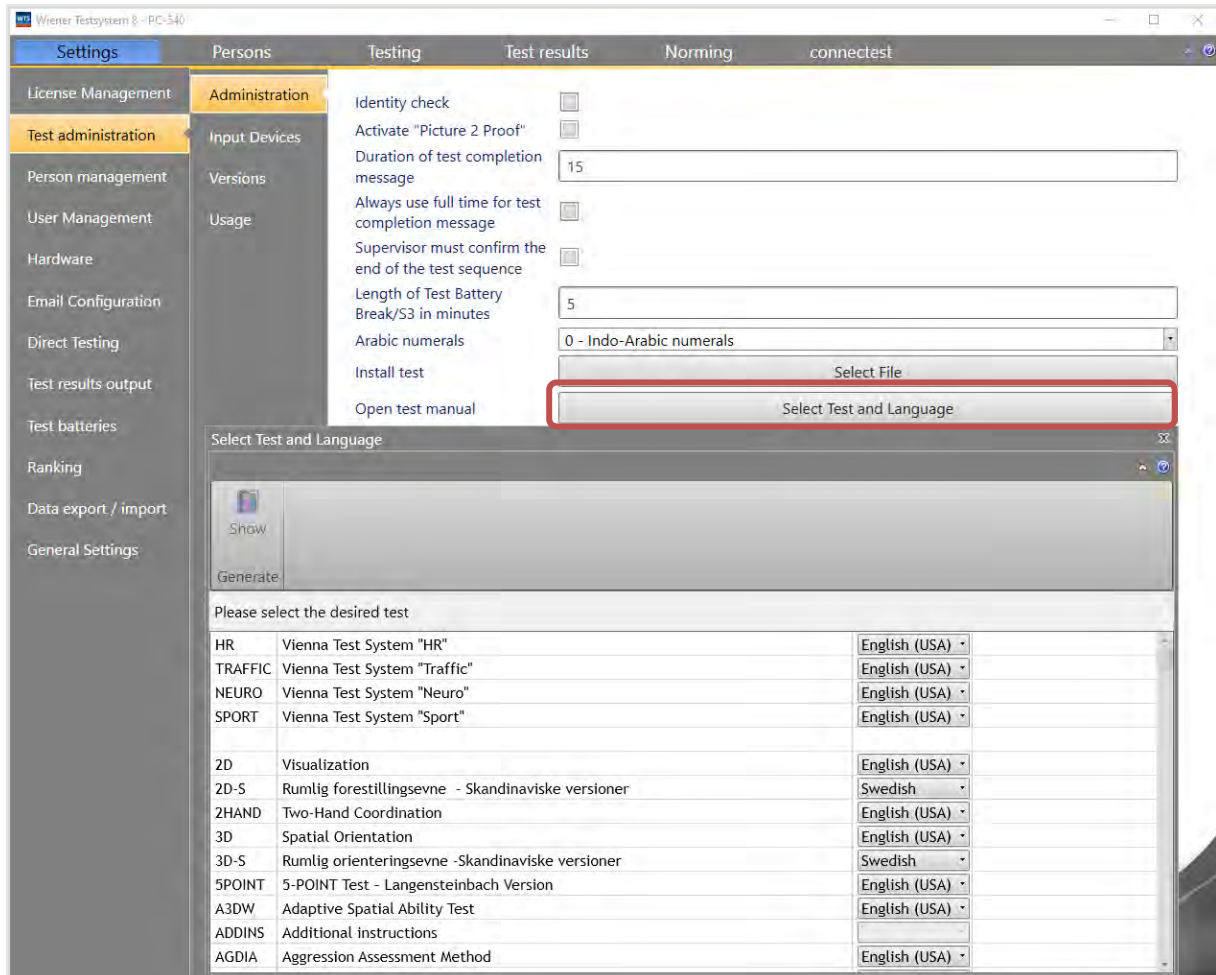 WTS Wiener Testsystem 8 - PC-540
Settings Persons Testing Test results Norming connectest
License Management
Test administration
Person management
User Management
Hardware
Email Configuration
Direct Testing
Test results output
Test batteries
Ranking
Data export / import
General Settings
Administration
Input Devices
Versions
Usage
Identity check
Activate "Picture 2 Proof"
Duration of test completion
message
15
Always use full time for test
completion message
Supervisor must confirm the
end of the test sequence
Length of Test Battery
Break/S3 in minutes
5
Arabic numerals 0 - Indo-Arabic numerals
Install test Select File
Open test manual Select Test and Language
Select Test and Language
Show
Generate
Please select the desired test
HR Vienna Test System "HR" English (USA)
TRAFFIC Vienna Test System "Traffic" English (USA)
NEURO Vienna Test System "Neuro" English (USA)
SPORT Vienna Test System "Sport" English (USA)
2D Visualization English (USA)
2D-S Rumlig forestillingsevne - Skandinaviske versioner Swedish
2HAND Two-Hand Coordination English (USA)
3D Spatial Orientation English (USA)
3D-S Rumlig orienteringsevne -Skandinaviske versioner Swedish
5POINT 5-POINT Test - Langensteinbach Version English (USA)
A3DW Adaptive Spatial Ability Test English (USA)
ADDINS Additional instructions
AGDIA Aggression Assessment Method English (USA)